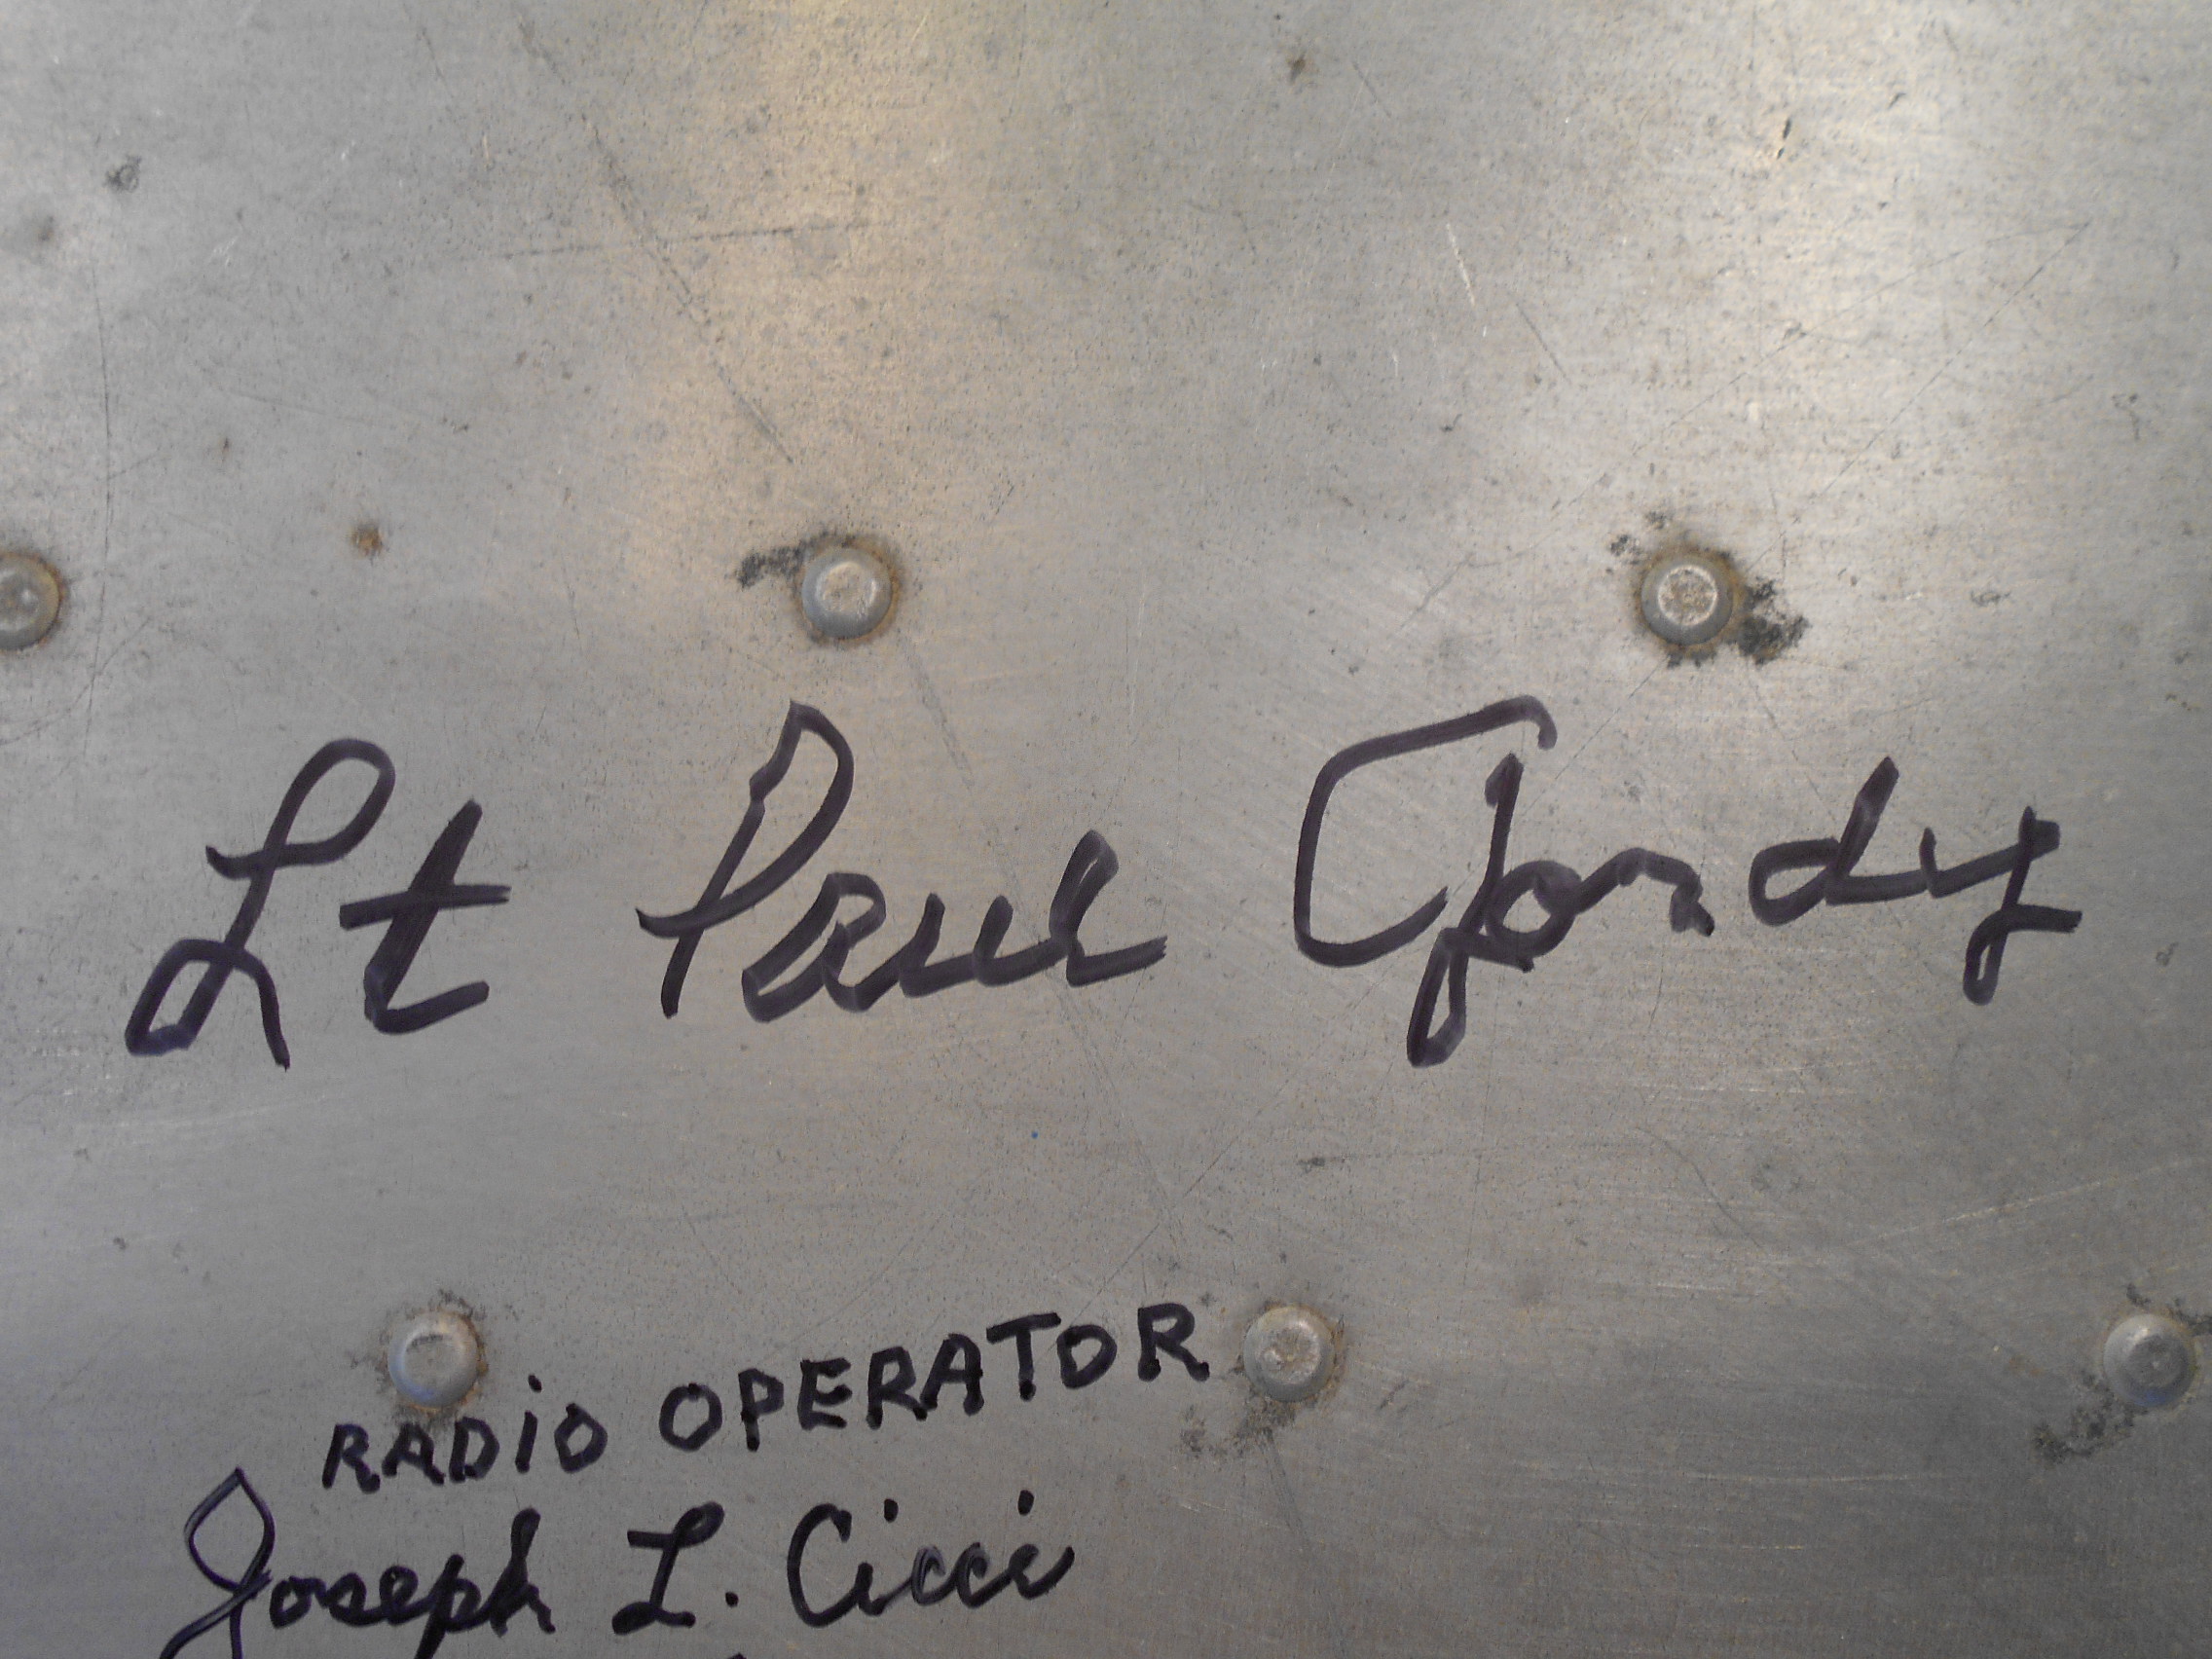 Lt Paul Gondy
RADiO OPERATOR
Joseph L. Cicci